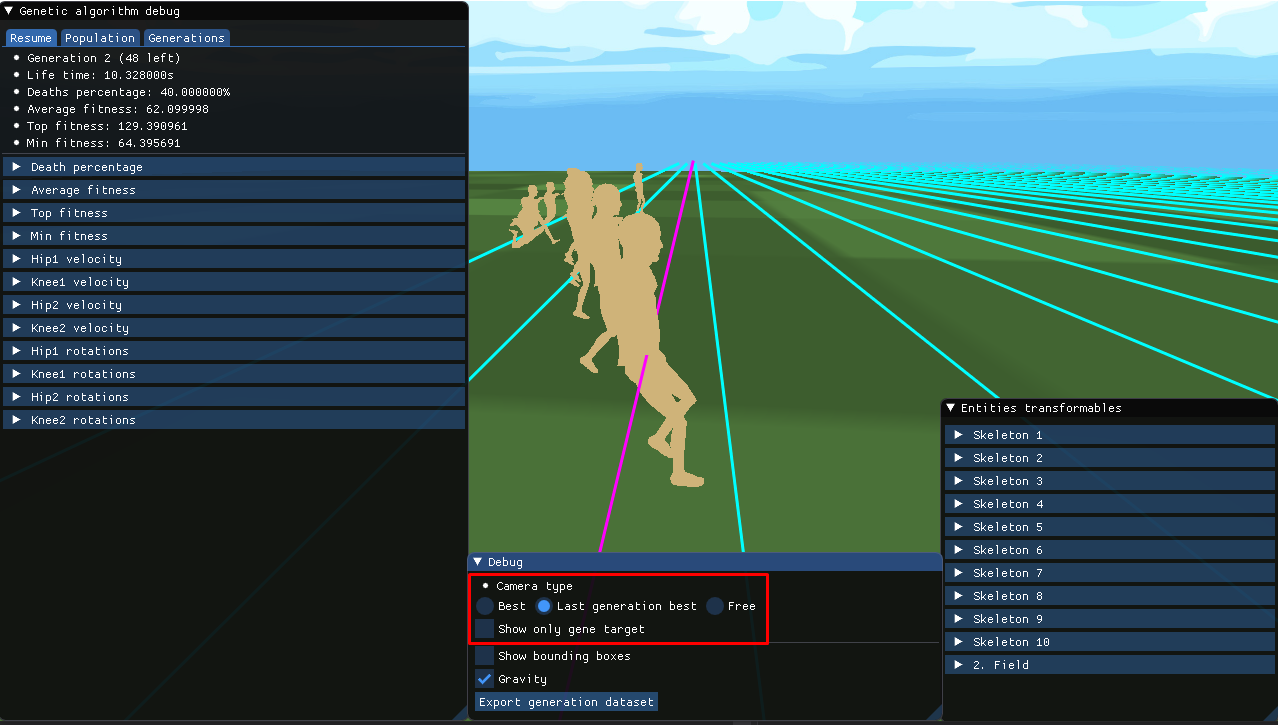 Genetic algorithm debug
Resume Population Generations
Generation 2 (48 left)
Life time: 10.328000s
Deaths percentage: 40.000000%
Average fitness: 62.099998
Top fitness: 129.390961
Min fitness: 64.395691
Death percentage
Average fitness
Top fitness
Min fitness
Hip1 velocity
Knee1 velocity
Hip2 velocity
Knee2 velocity
Hip1 rotations
Knee1 rotations
Hip2 rotations
Knee2 rotations
Debug
Camera type
Best Last generation best Free
Show only gene target
Show bounding boxes
Gravity
Export generation dataset
Entities transformables
Skeleton 1
Skeleton 2
Skeleton 3
Skeleton 4
Skeleton 5
Skeleton 6
Skeleton 7
Skeleton 8
Skeleton 9
Skeleton 10
2. Field